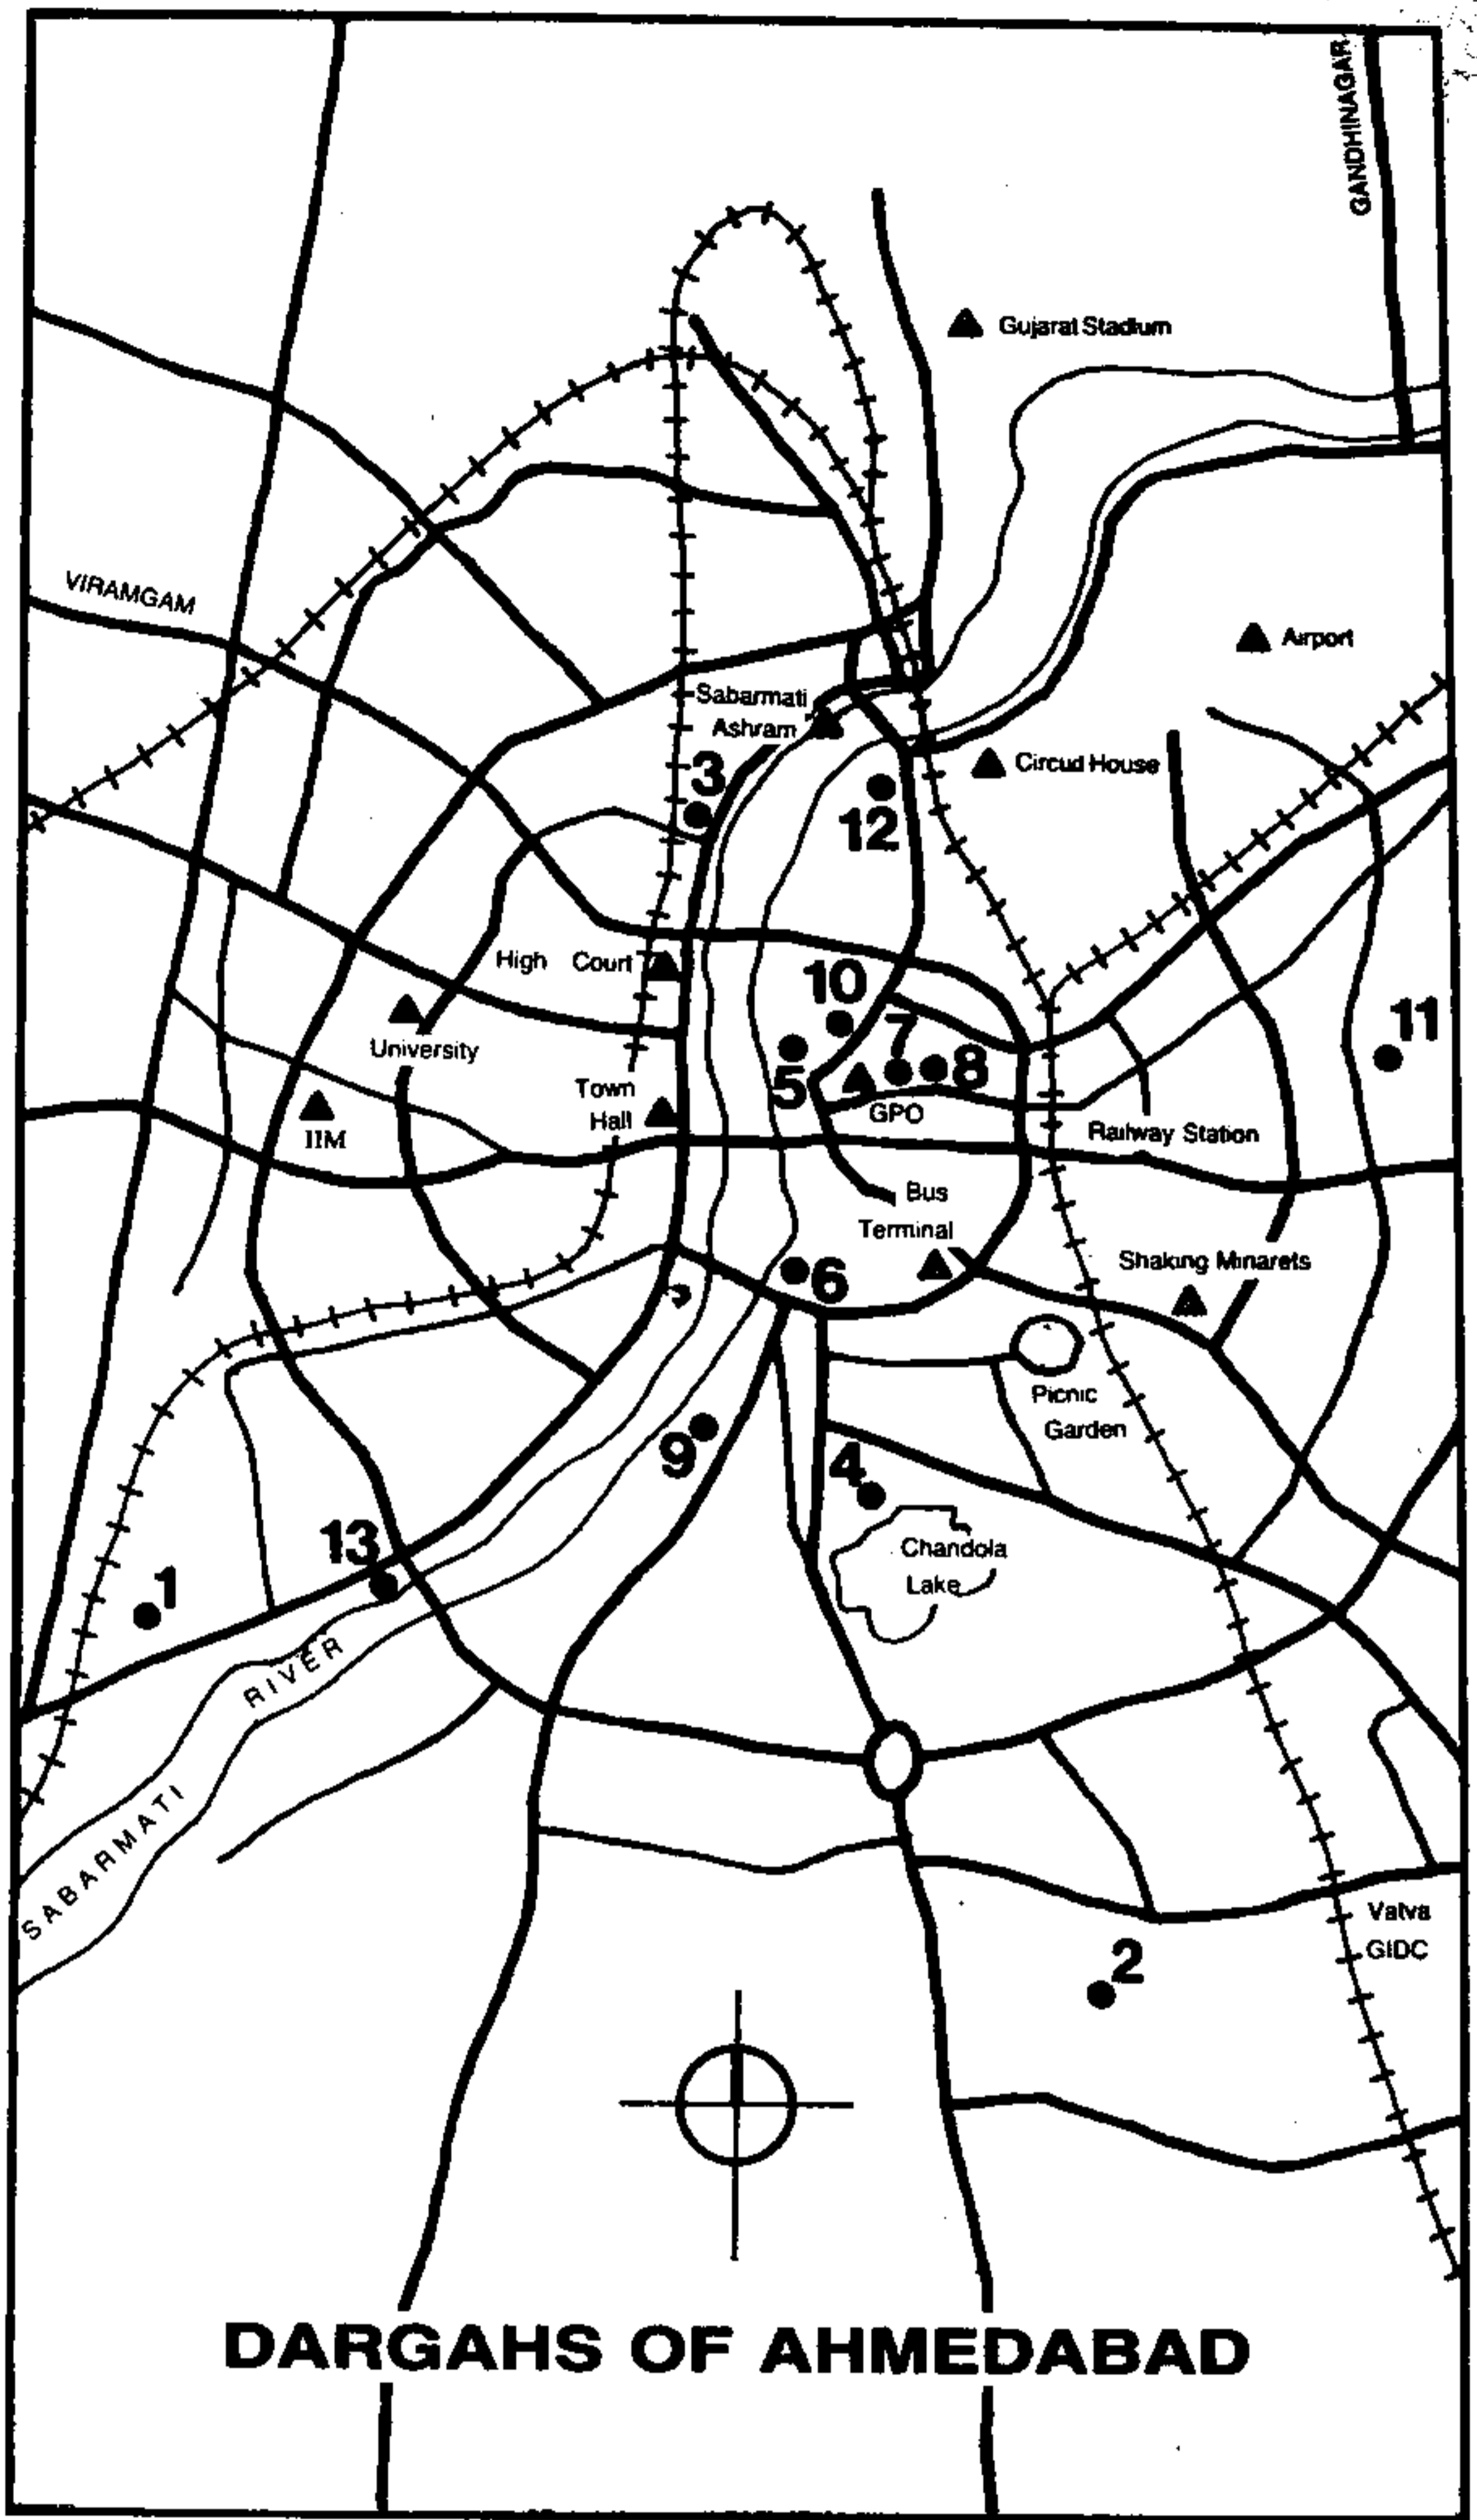 GANDHINAGAR
Gujarat Stadium
VIRAMGAM
Airport
Sabarmati
Ashram
Circud House
3
12
High Court
10
University
7
11
5
8
Town
Hall
GPO
IIM
Railway Station
Bus
Terminal
Shaking Minarets
6
Picnic
Garden
9
4
Chandola
Lake
13
1
RIVER
SABARMATI
Vatva
GIDC
2
DARGAHS OF AHMEDABAD